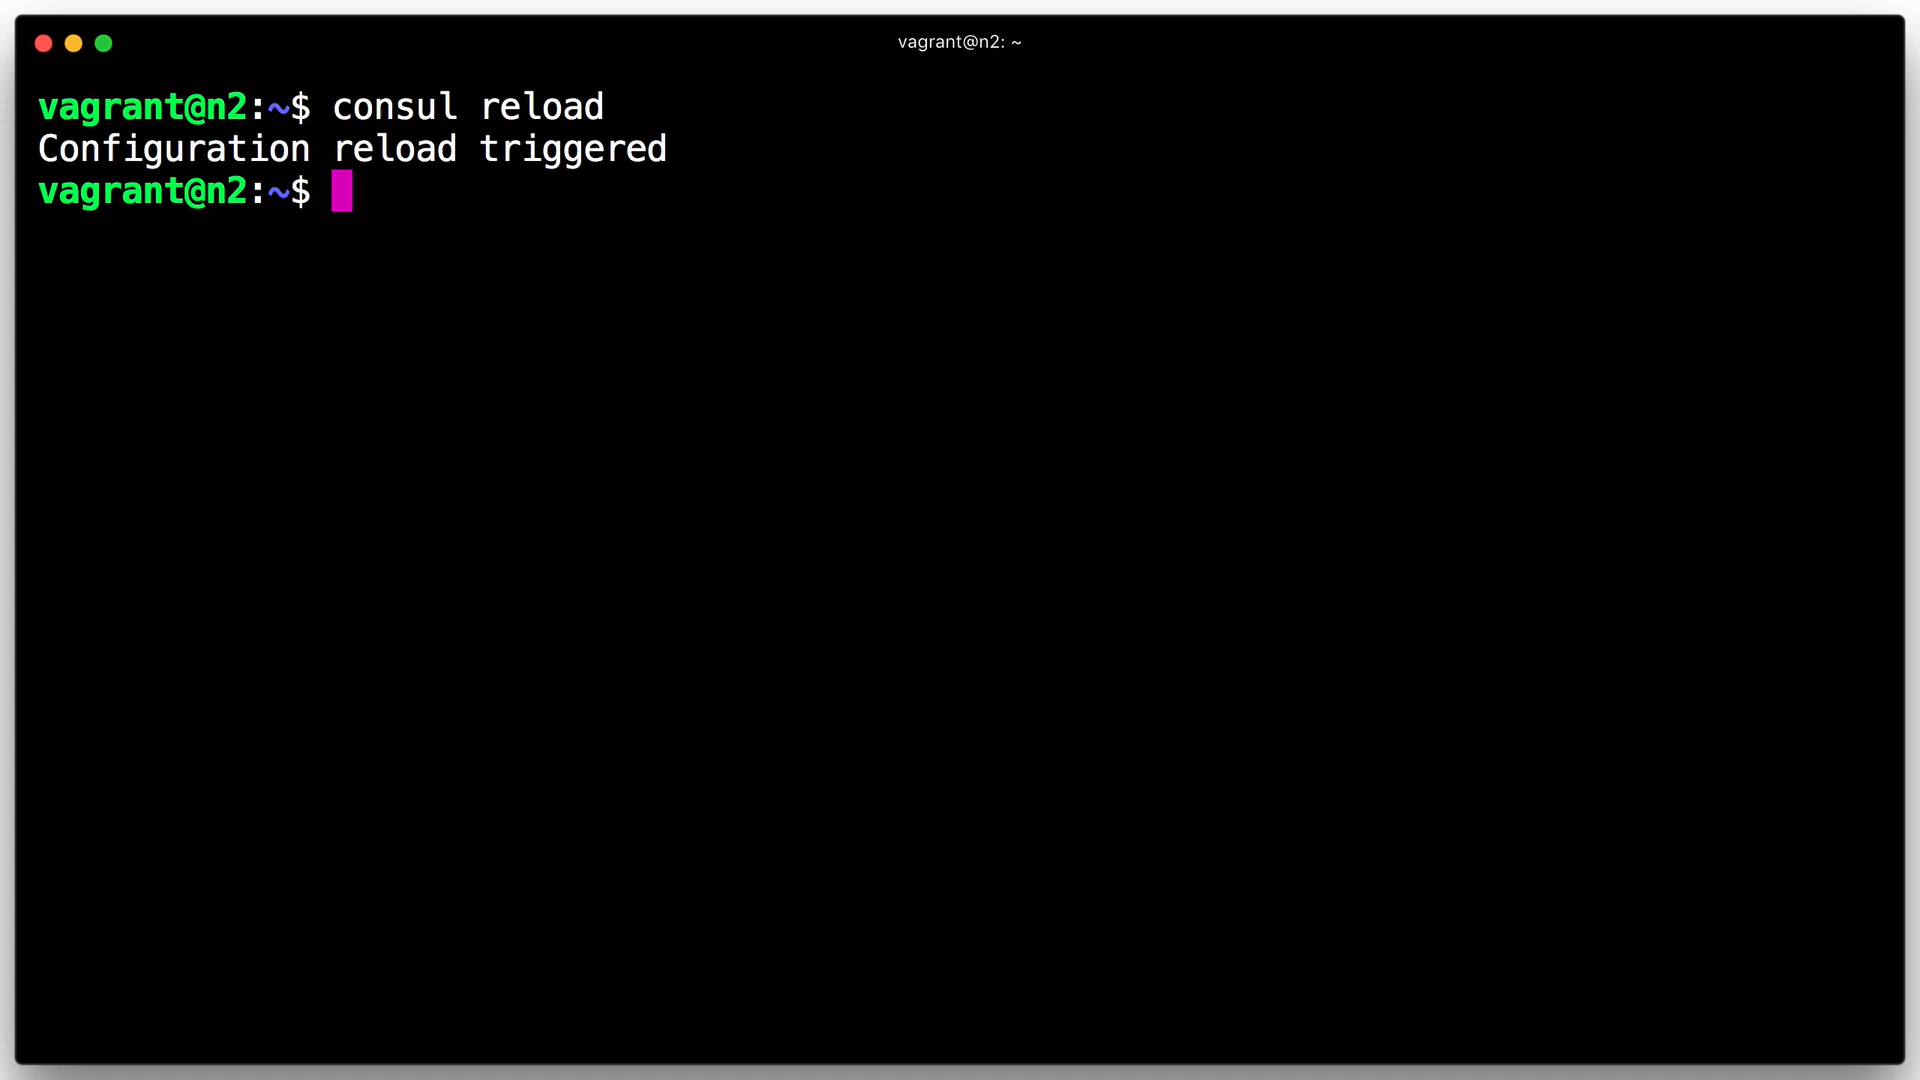 vagrant@n2: ~
vagrant@n2:~$ consul reload
Configuration reload triggered
vagrant@n2:~$